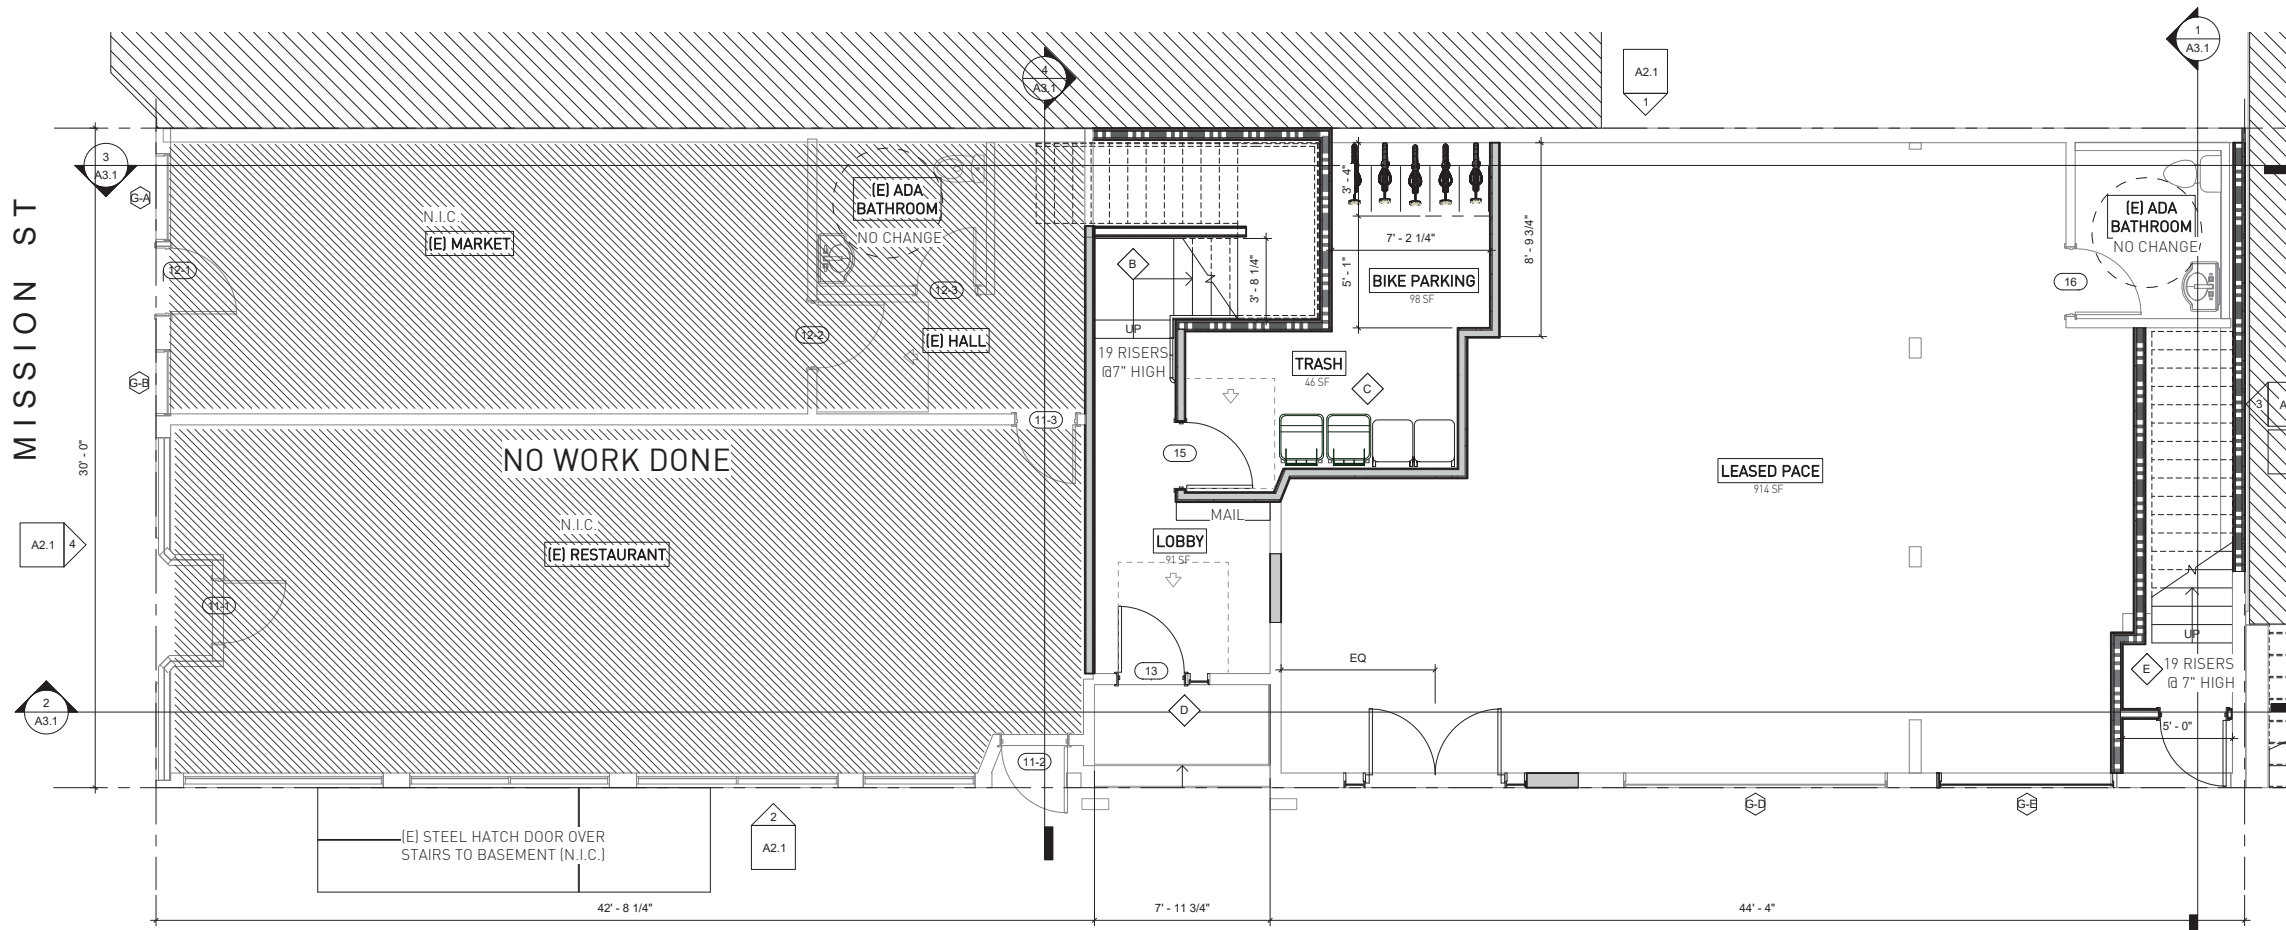 1
A3.1
4
A3.1
A2.1
1
3
A3.1
MISSION ST
G-A
N.I.C.
(E) MARKET
(E) ADA
BATHROOM
NO CHANGE
12-1
12-2
12-3
(E) HALL
G-B
11-3
3' - 4"
7' - 2 1/4"
8' - 9 3/4"
5' - 1"
BIKE PARKING
98 SF
B
3' - 8 1/4"
UP
19 RISERS
@7" HIGH
TRASH
46 SF
C
15
MAIL
(E) ADA
BATHROOM
NO CHANGE
16
3
A
30' - 0"
NO WORK DONE
LEASED PACE
914 SF
N.I.C.
(E) RESTAURANT
A2.1
4
LOBBY
91 SF
11-1
13
EQ
UP
E
19 RISERS
@ 7" HIGH
5' - 0"
2
A3.1
D
11-2
G-D
G-E
(E) STEEL HATCH DOOR OVER
STAIRS TO BASEMENT (N.I.C.)
2
A2.1
42' - 8 1/4"
7' - 11 3/4"
44' - 4"